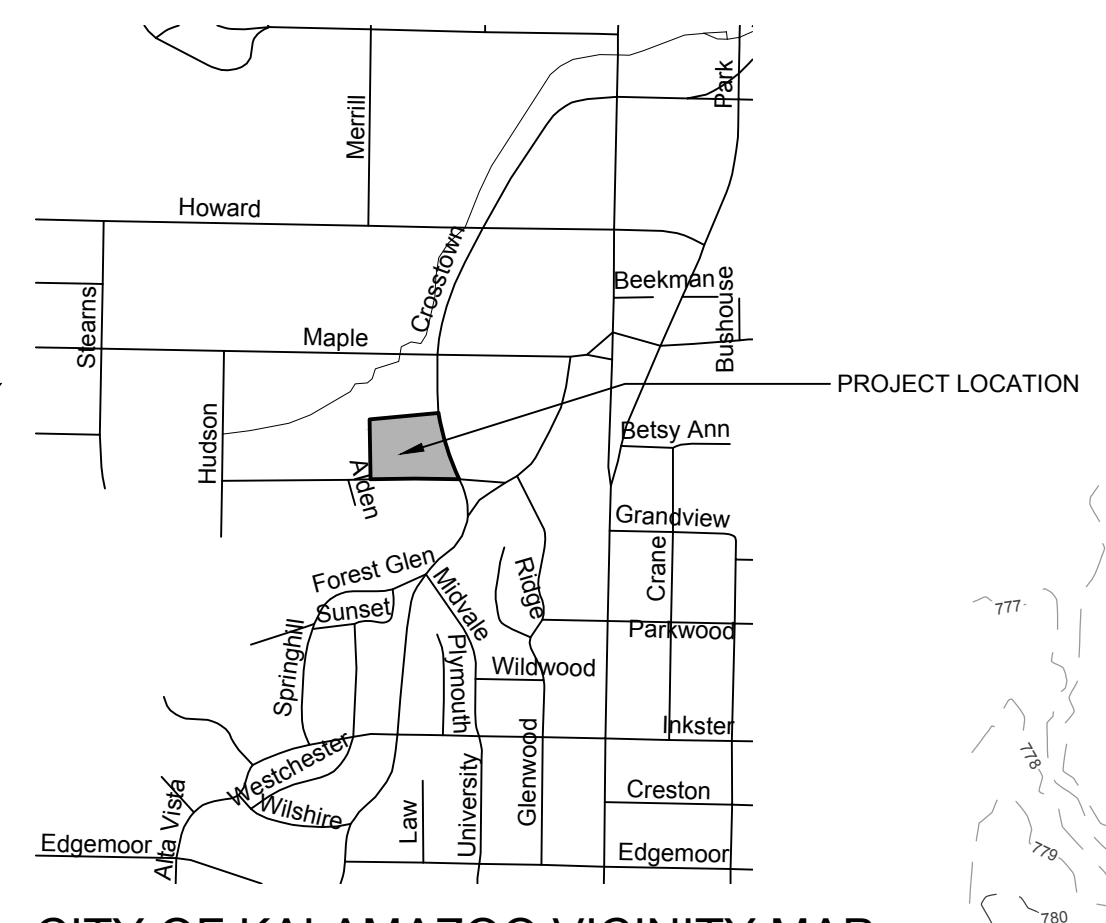 Park
Merrill
Howard
Crosstown
Beekman
Bushouse
Stearns
Maple
PROJECT LOCATION
Hudson
Betsy Ann
Alden
Grandview
Crane
Forest Glen
Midvale
Ridge
Sunset
777
Parkwood
Springhill
Plymouth
Wildwood
Inkster
778
Westchester
Glenwood
University
Creston
Wilshire
Law
Alta Vista
Edgemoor
Edgemoor
779
780
CITY OF KALAMAZOO VICINITY MAP